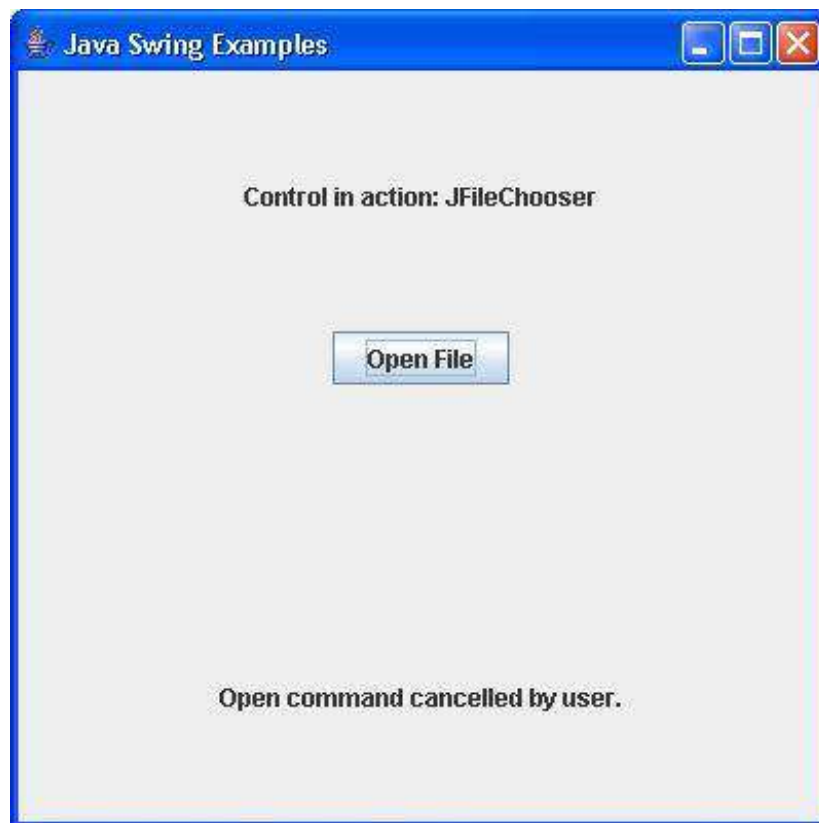 Java Swing Examples
Control in action: JFileChooser
Open File
Open command cancelled by user.